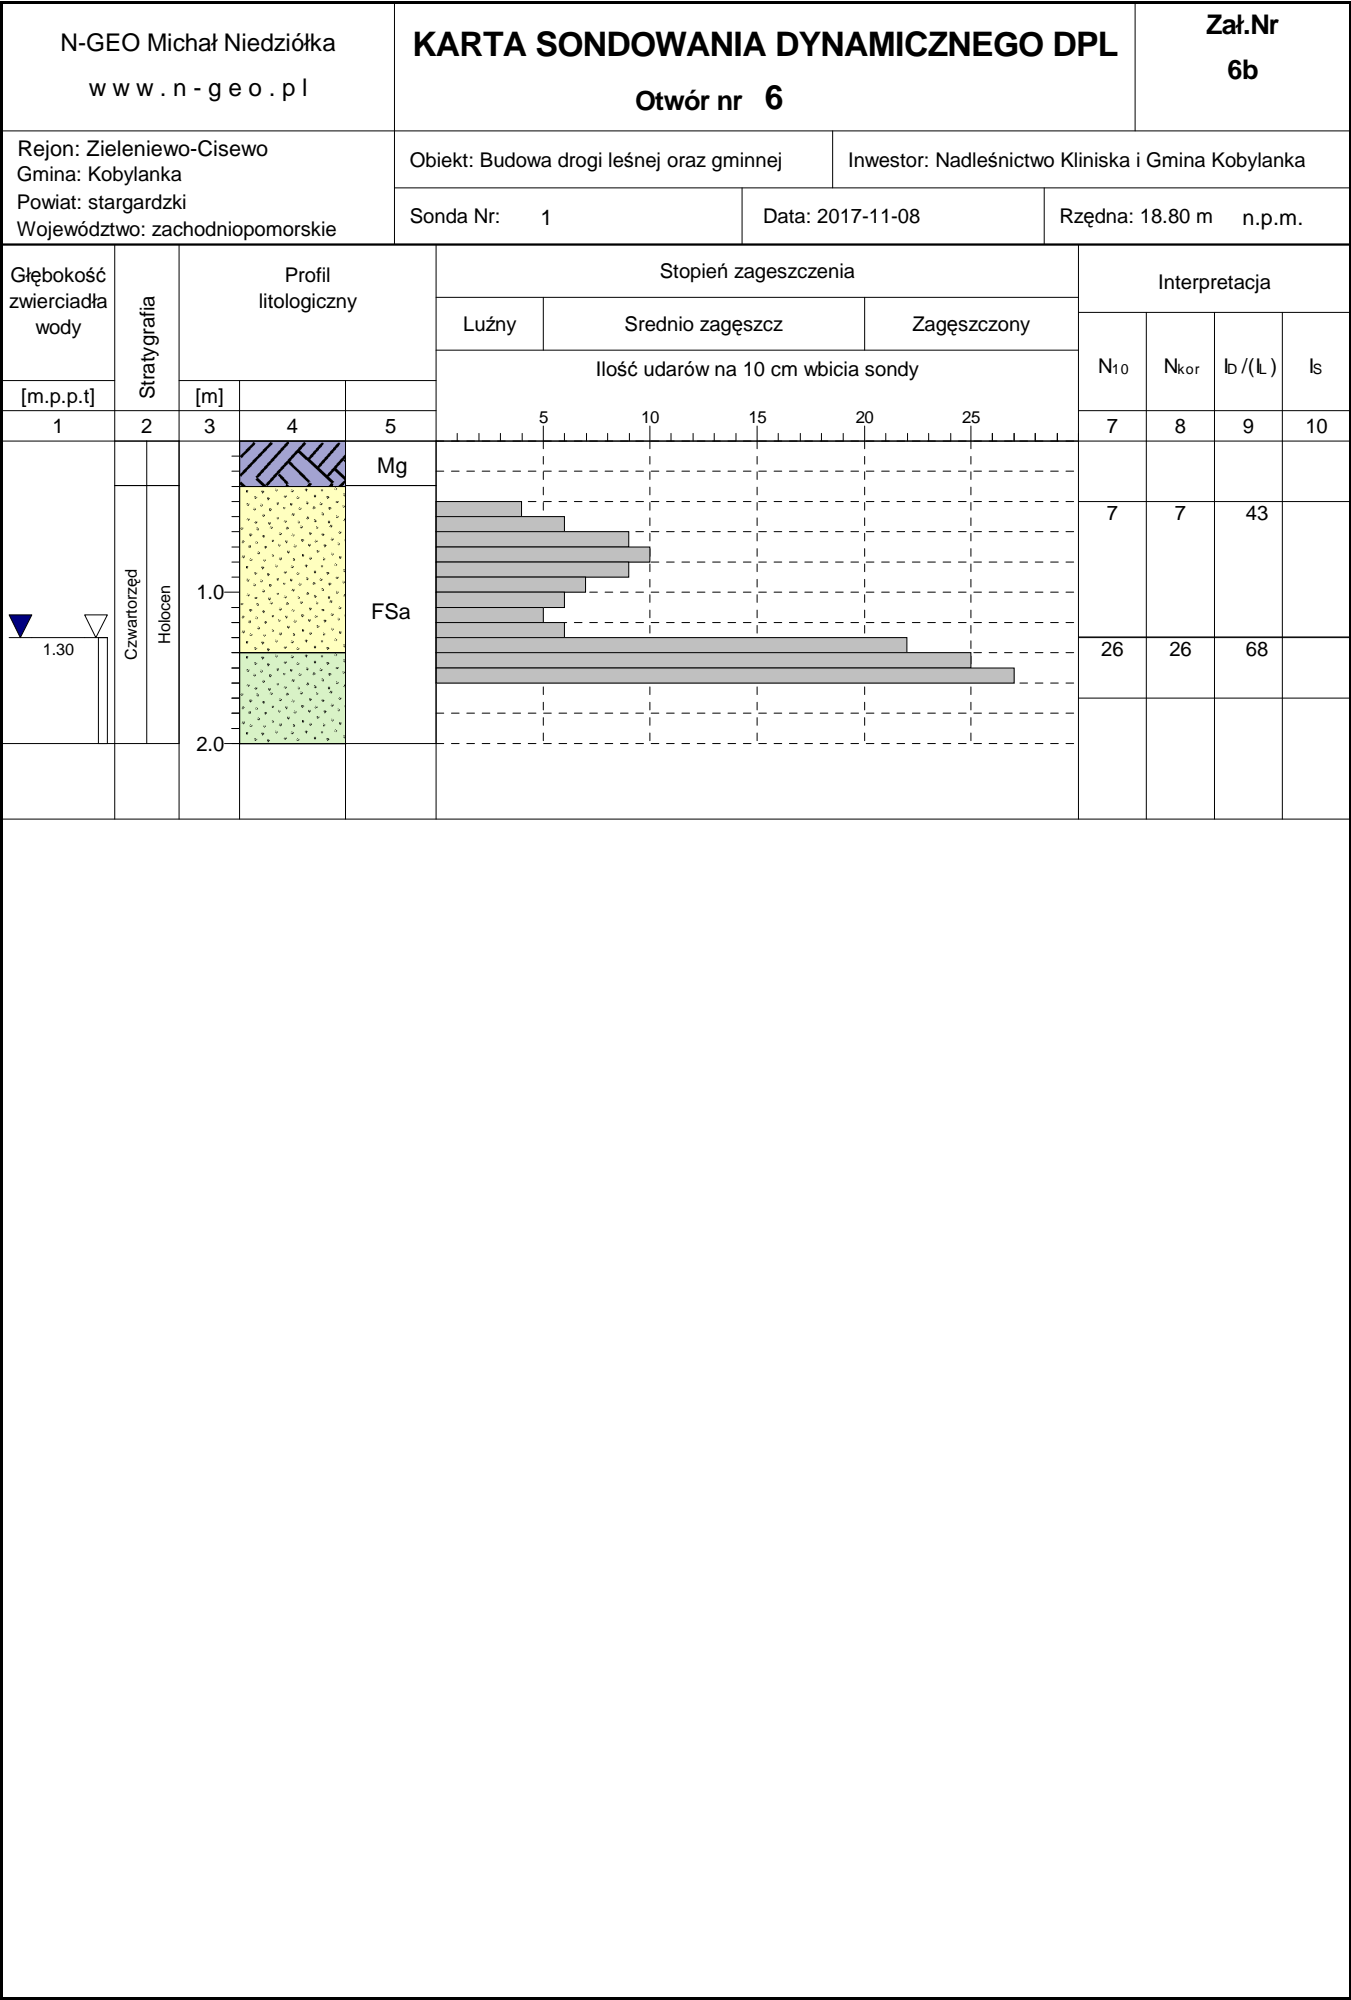 N-GEO Michał Niedziółka
www.n-geo.pl
KARTA SONDOWANIA DYNAMICZNEGO DPL
Otwór nr 6
Zał.Nr
6b
Rejon: Zieleniewo-Cisewo
Gmina: Kobylanka
Powiat: stargardzki
Województwo: zachodniopomorskie
Obiekt: Budowa drogi leśnej oraz gminnej
Inwestor: Nadleśnictwo Kliniska i Gmina Kobylanka
Sonda Nr: 1
Data: 2017-11-08
Rzędna: 18.80 m n.p.m.
Głębokość
zwierciadła
wody
[m.p.p.t]
Stratygrafia
Profil
litologiczny
[m]
Stopień zageszczenia
Luźny
Srednio zagęszcz
Zagęszczony
Ilość udarów na 10 cm wbicia sondy
5 10 15 20 25
Interpretacja
N10 Nkor ID/(IL) IS
1 2 3 4 5 7 8 9 10
Mg
7 7 43
1.0
Czwartorzęd
Holocen
FSa
1.30
26 26 68
2.0